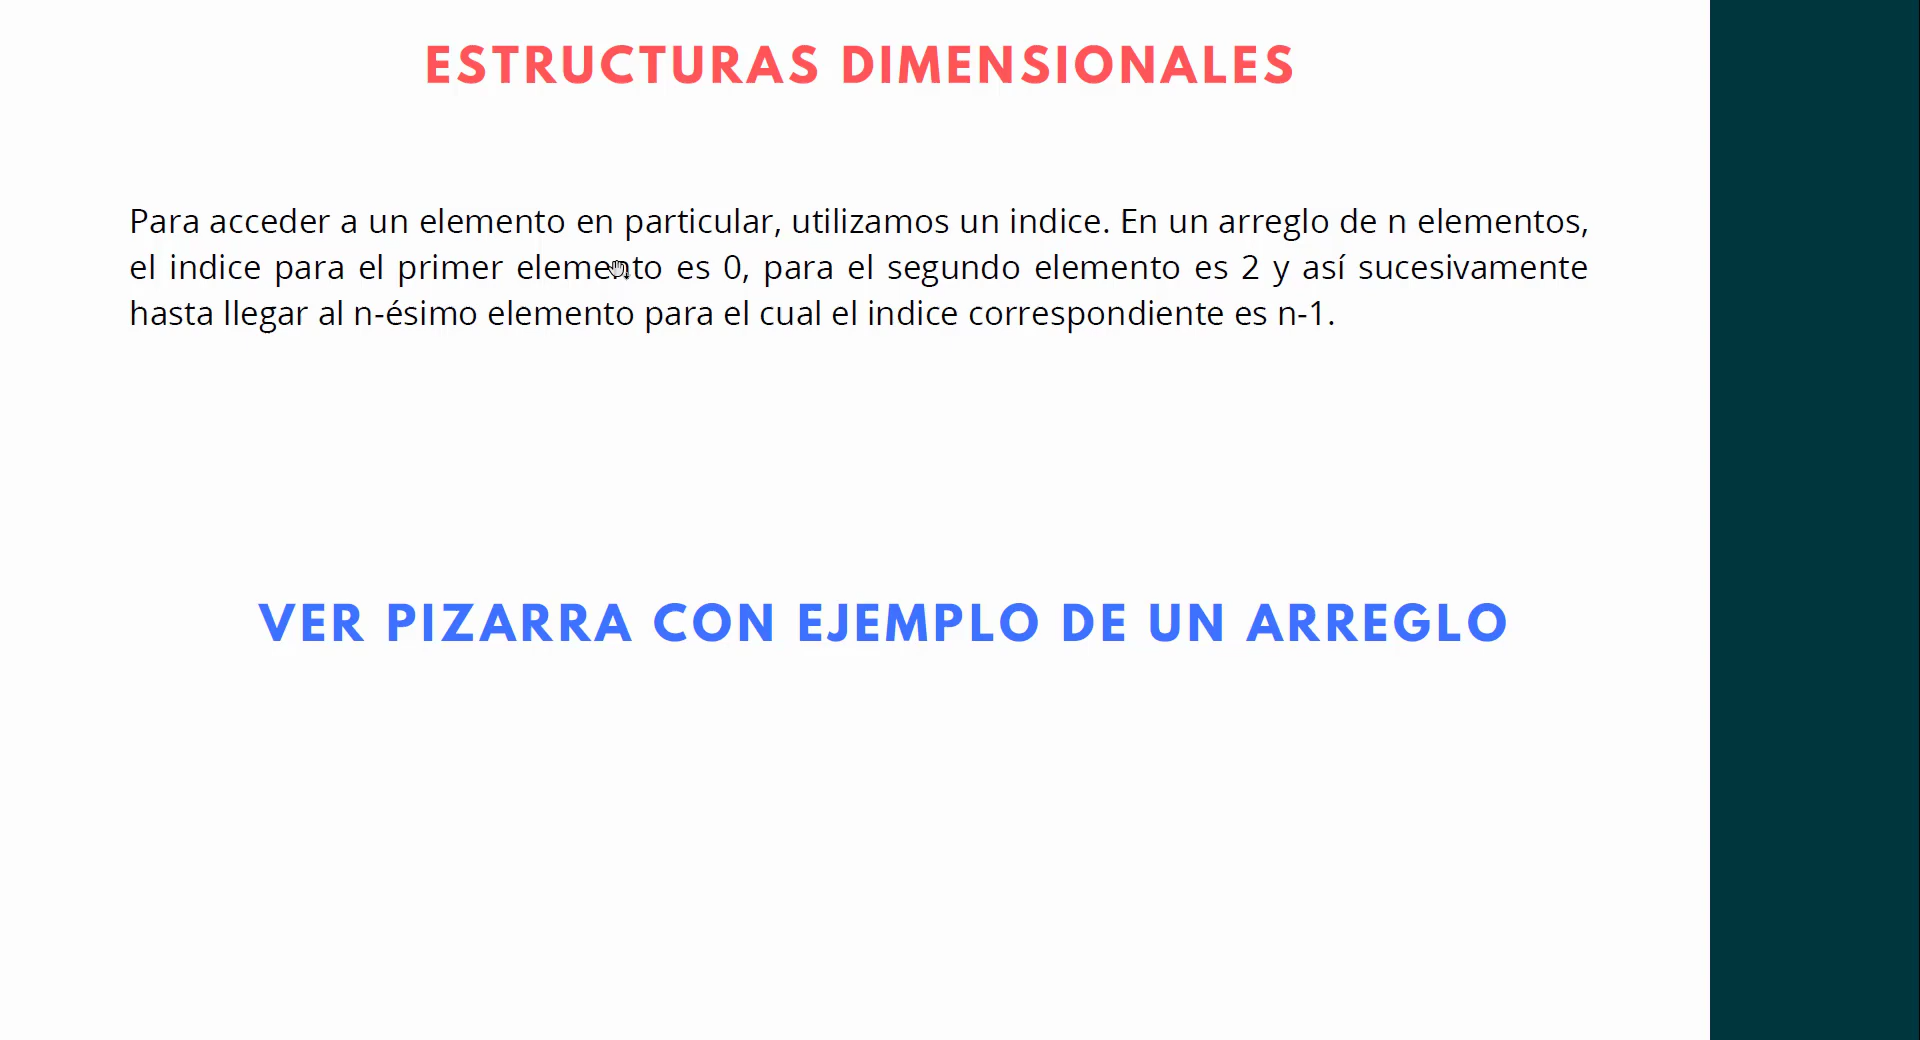 ESTRUCTURAS DIMENSIONALES
Para acceder a un elemento en particular, utilizamos un indice. En un arreglo de n elementos,
el indice para el primer elemento es 0, para el segundo elemento es 2 y así sucesivamente
hasta llegar al n-ésimo elemento para el cual el indice correspondiente es n-1.
VER PIZARRA CON EJEMPLO DE UN ARREGLO